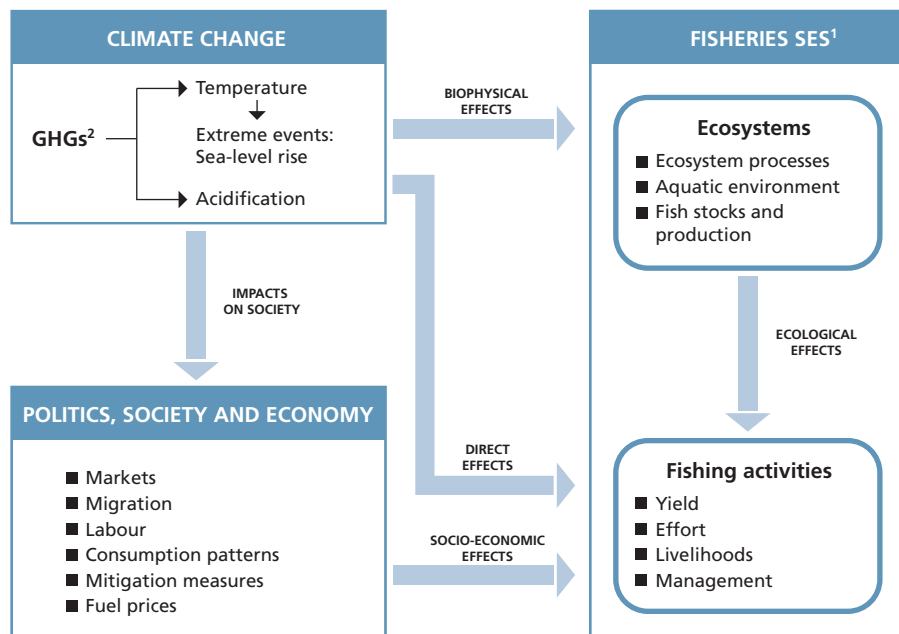 CLIMATE CHANGE
GHGs²
Temperature
Extreme events:
Sea-level rise
Acidification
BIOPHYSICAL
EFFECTS
FISHERIES SES¹
Ecosystems
■ Ecosystem processes
■ Aquatic environment
■ Fish stocks and
production
IMPACTS
ON SOCIETY
ECOLOGICAL
EFFECTS
POLITICS, SOCIETY AND ECONOMY
■ Markets
■ Migration
■ Labour
■ Consumption patterns
■ Mitigation measures
■ Fuel prices
DIRECT
EFFECTS
SOCIO-ECONOMIC
EFFECTS
Fishing activities
■ Yield
■ Effort
■ Livelihoods
■ Management